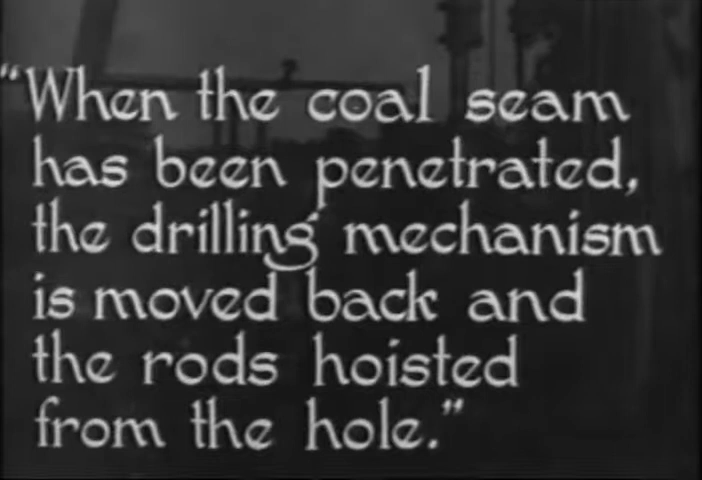 "When the coal seam
has been penetrated,
the drilling mechanism
is moved back and
the rods hoisted
from the hole."